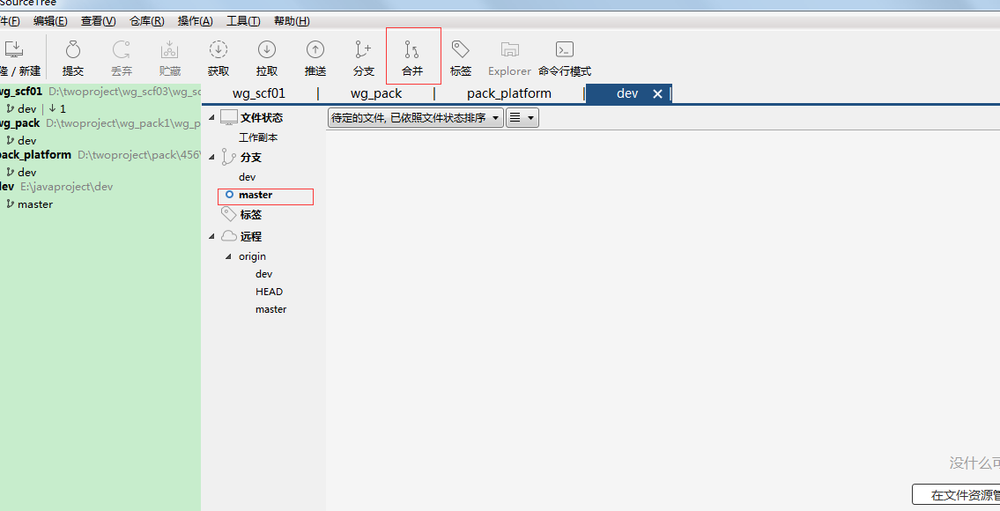 SourceTree
件(F) 编辑(E) 查看(V) 仓库(R) 操作(A) 工具(T) 帮助(H)
隆 / 新建 提交 丢弃 贮藏 获取 拉取 推送 分支 合并 标签 Explorer 命令行模式
wg_scf01 D:\twoproject\wg_scf03\wg_sc
dev | ↓ 1
wg_pack D:\twoproject\wg_pack1\wg_p
dev
pack_platform D:\twoproject\pack\456\
dev
dev E:\javaproject\dev
master
wg_scf01 wg_pack pack_platform dev
文件状态
工作副本
分支
dev
master
标签
远程
origin
dev
HEAD
master
待定的文件, 已依照文件状态排序
没什么可
在文件资源管